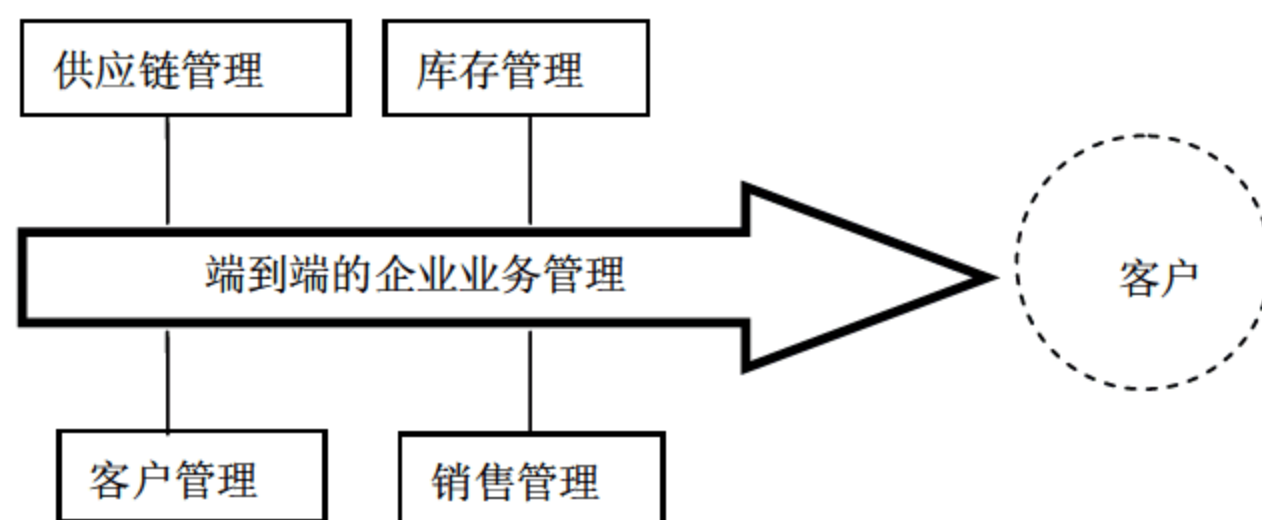 供应链管理
库存管理
端到端的企业业务管理
客户
客户管理
销售管理